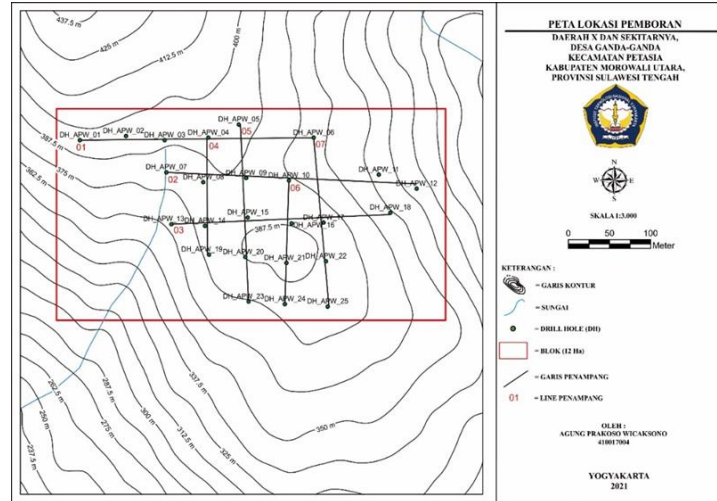 PETA LOKASI PEMBORAN
DAERAH X DAN SEKITARNYA,
DESA GANDA-GANDA
KECAMATAN PETASIA
KABUPATEN MOROWALI UTARA,
PROVINSI SULAWESI TENGAH
N
W E
S
SKALA 1:3.000
0 50 100
Meter
KETERANGAN :
= GARIS KONTUR
= SUNGAI
= DRILL HOLE (DH)
= BLOK (12 Ha)
= GARIS PENAMPANG
01 = LINE PENAMPANG
OLEH :
AGUNG PRAKOSO WICAKSONO
410017004
YOGYAKARTA
2021
437.5 m
425 m
412.5 m
400 m
387.5 m
382.5 m
375 m
DH_APW_01
DH_APW_02
DH_APW_03
DH_APW_04
DH_APW_05
DH_APW_06
01
04
05
07
DH_APW_07
DH_APW_08
DH_APW_09
DH_APW_10
DH_APW_11
DH_APW_12
02
06
DH_APW_13
DH_APW_14
DH_APW_15
DH_APW_16
DH_APW_17
DH_APW_18
03
387.5 m
DH_APW_19
DH_APW_20
DH_APW_21
DH_APW_22
DH_APW_23
DH_APW_24
DH_APW_25
262.5 m
250 m
237.5 m
287.5 m
275 m
300 m
312.5 m
325 m
337.5 m
350 m